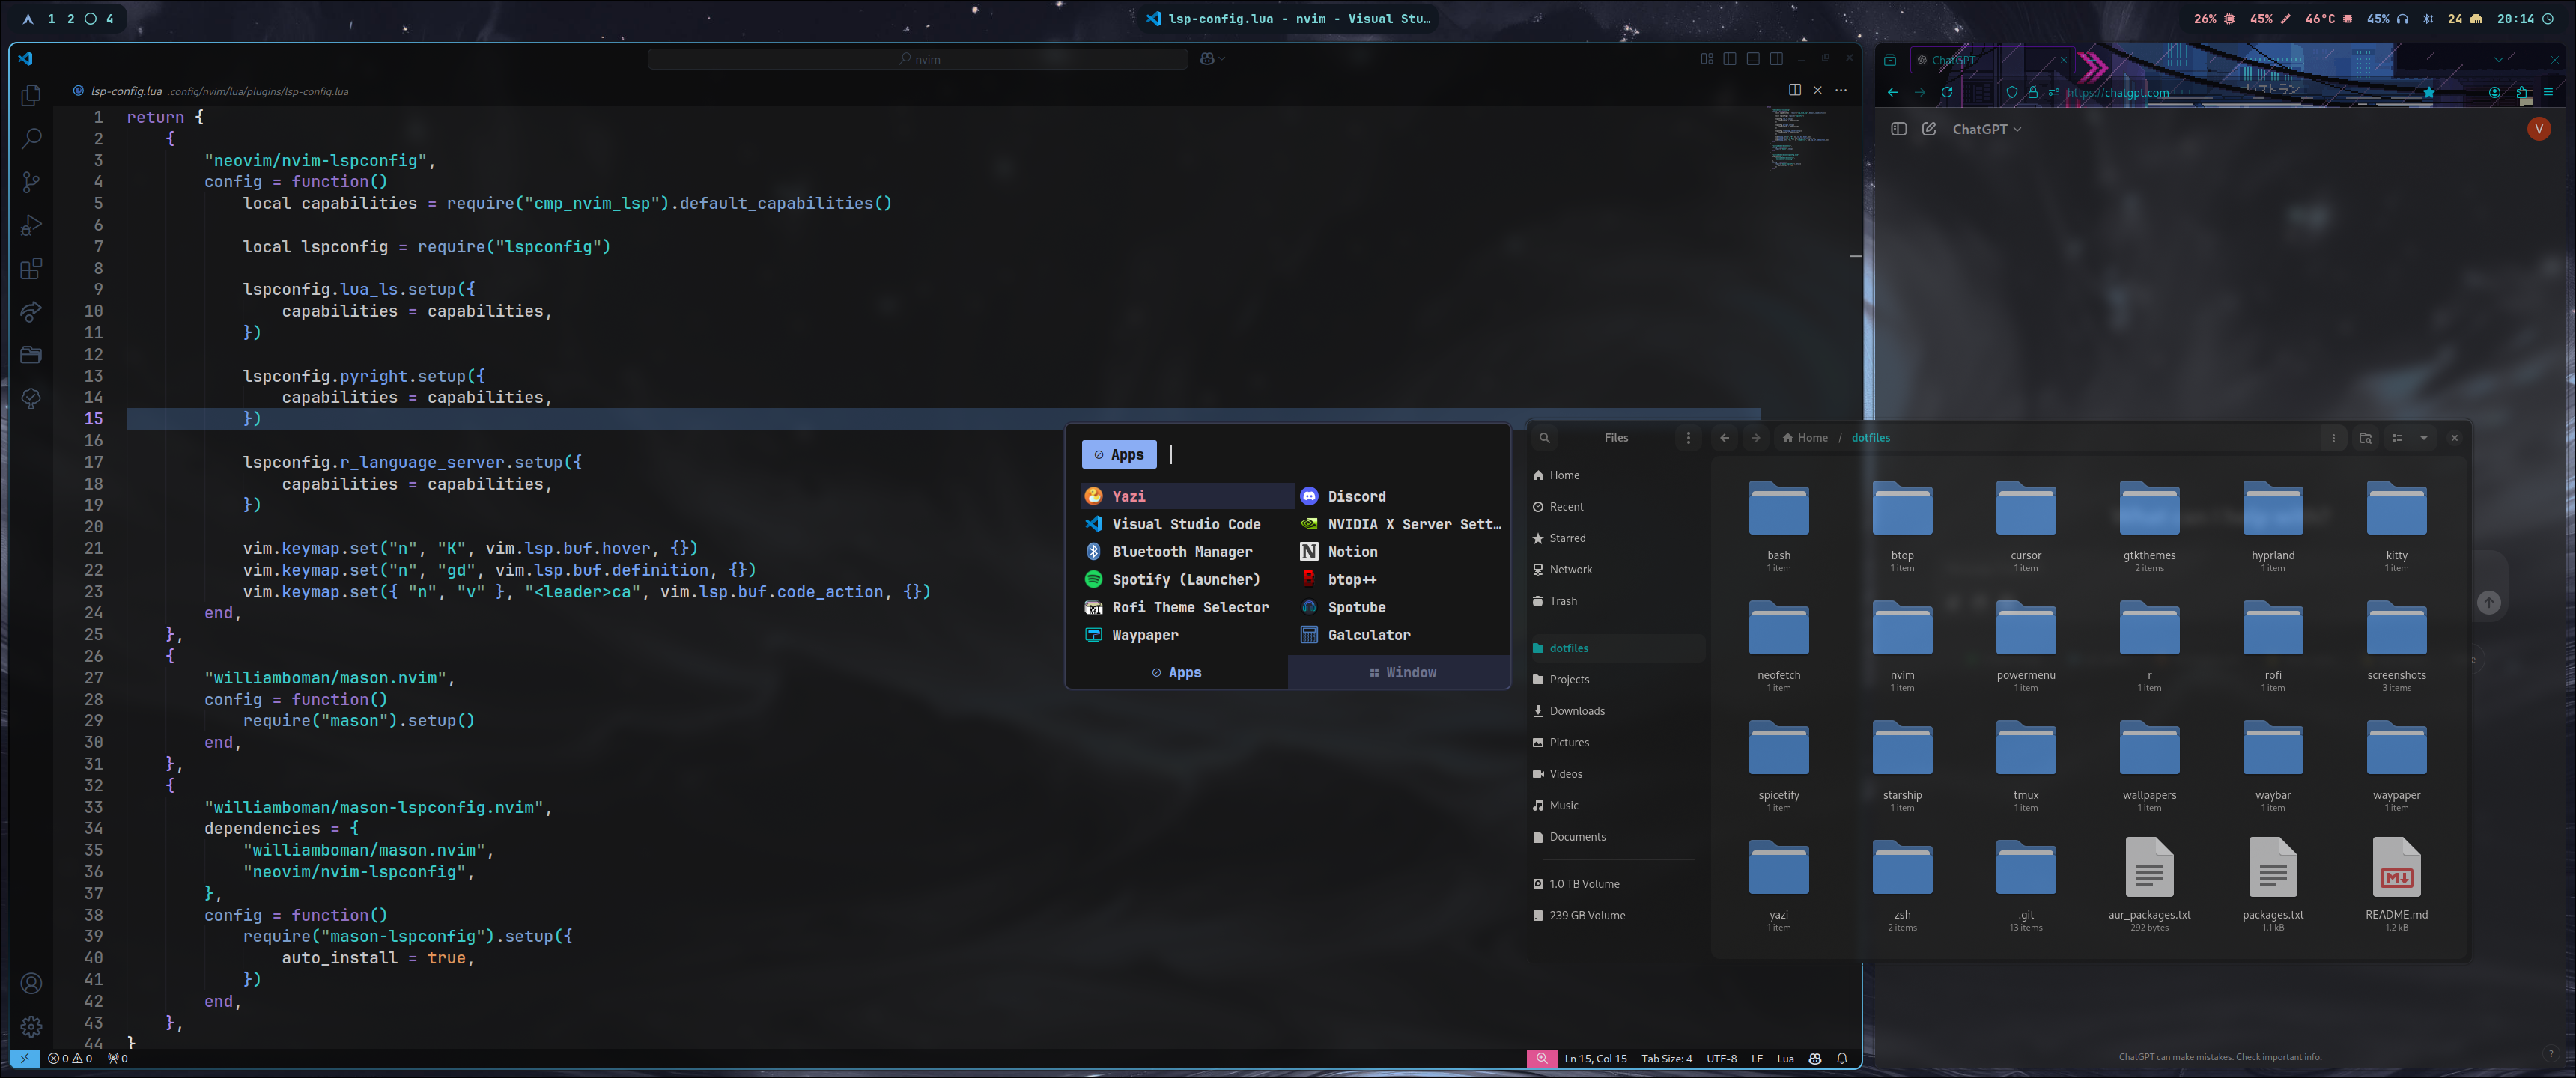 1 2 4
lsp-config.lua - nvim - Visual Stu…
26% 45% 46°C 45% 24 20:14
nvim
lsp-config.lua .config/nvim/lua/plugins/lsp-config.lua
1 return {
2 {
3 "neovim/nvim-lspconfig",
4 config = function()
5 local capabilities = require("cmp_nvim_lsp").default_capabilities()
6
7 local lspconfig = require("lspconfig")
8
9 lspconfig.lua_ls.setup({
10 capabilities = capabilities,
11 })
12
13 lspconfig.pyright.setup({
14 capabilities = capabilities,
15 })
16
17 lspconfig.r_language_server.setup({
18 capabilities = capabilities,
19 })
20
21 vim.keymap.set("n", "K", vim.lsp.buf.hover, {})
22 vim.keymap.set("n", "gd", vim.lsp.buf.definition, {})
23 vim.keymap.set({ "n", "v" }, "<leader>ca", vim.lsp.buf.code_action, {})
24 end,
25 },
26 {
27 "williamboman/mason.nvim",
28 config = function()
29 require("mason").setup()
30 end,
31 },
32 {
33 "williamboman/mason-lspconfig.nvim",
34 dependencies = {
35 "williamboman/mason.nvim",
36 "neovim/nvim-lspconfig",
37 },
38 config = function()
39 require("mason-lspconfig").setup({
40 auto_install = true,
41 })
42 end,
43 },
44 }
0 0 0
Ln 15, Col 15 Tab Size: 4 UTF-8 LF Lua
Apps
Yazi Discord
Visual Studio Code NVIDIA X Server Sett…
Bluetooth Manager Notion
Spotify (Launcher) btop++
Rofi Theme Selector Spotube
Waypaper Galculator
Apps Window
ChatGPT
https://chatgpt.com
ChatGPT
V
Files
Home / dotfiles
Home
Recent
Starred
Network
Trash
dotfiles
Projects
Downloads
Pictures
Videos
Music
Documents
1.0 TB Volume
239 GB Volume
bash btop cursor gtkthemes hyprland kitty
1 item 1 item 1 item 2 items 1 item 1 item
neofetch nvim powermenu r rofi screenshots
1 item 1 item 1 item 1 item 1 item 3 items
spicetify starship tmux wallpapers waybar waypaper
1 item 1 item 1 item 1 item 1 item 1 item
yazi zsh .git aur_packages.txt packages.txt README.md
1 item 2 items 13 items 292 bytes 1.1 kB 1.2 kB
ChatGPT can make mistakes. Check important info.
?